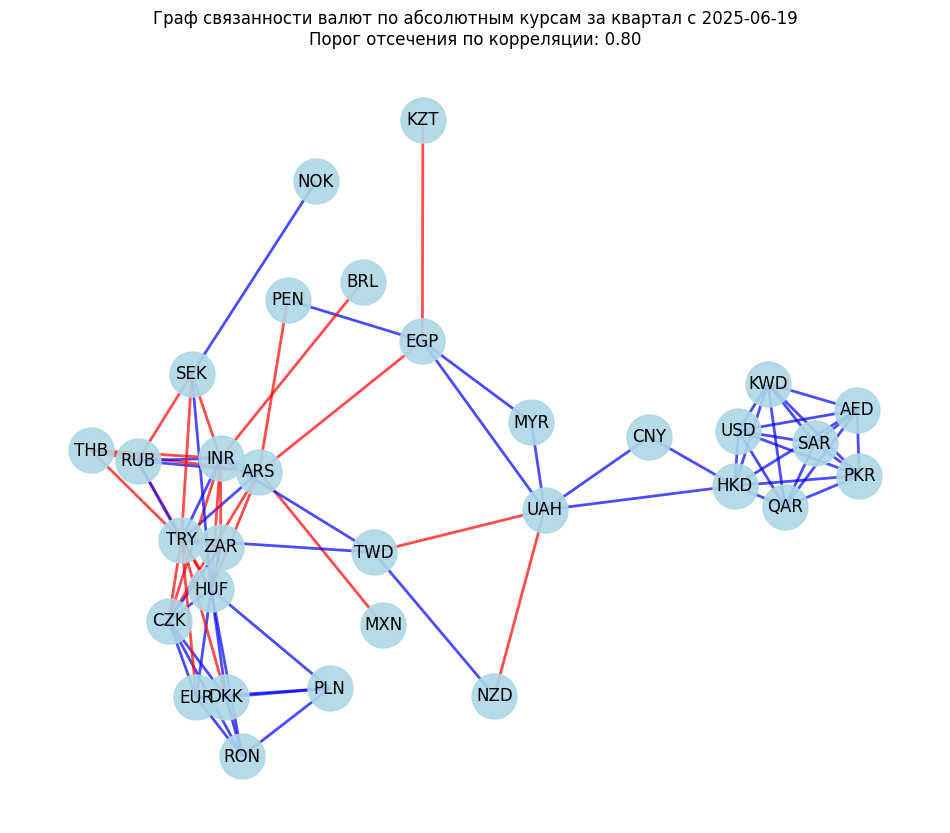 Граф связанности валют по абсолютным курсам за квартал с 2025-06-19
Порог отсечения по корреляции: 0.80
KZT
NOK
BRL
PEN
EGP
SEK
KWD
AED
MYR
USD
CNY
SAR
THB
RUB
INR
ARS
PKR
HKD
QAR
UAH
TRY
ZAR
TWD
HUF
CZK
MXN
EUR
DKK
PLN
NZD
RON